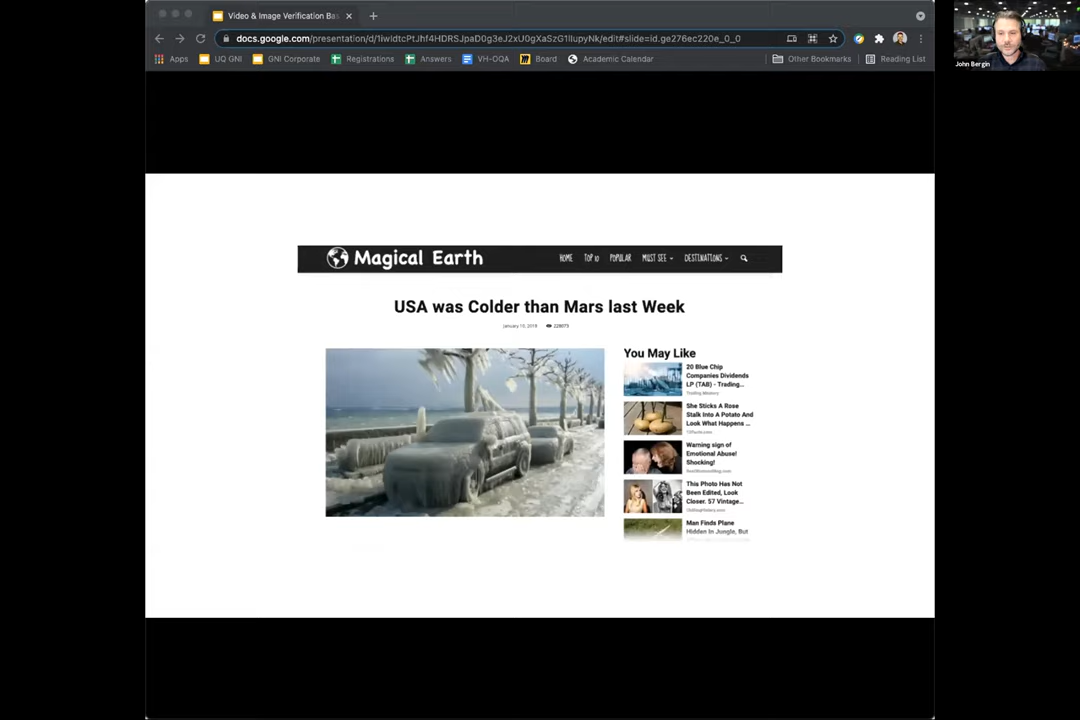 Video & Image Verification Bas
docs.google.com/presentation/d/1iwIdtcPtJhf4HDRSJpaD0g3eJ2xU0gXaSzG1lIupyNk/edit#slide=id.ge276ec220e_0_0
Apps UQ GNI GNI Corporate Registrations Answers VH-OQA Board Academic Calendar Other Bookmarks Reading List
John Bergin
Magical Earth
HOME TOP 10 POPULAR MUST SEE DESTINATIONS
USA was Colder than Mars last Week
228073
You May Like
20 Blue Chip
Companies Dividends
LP (TAB) - Trading...
She Sticks A Rose
Stalk Into A Potato And
Look What Happens ...
Warning sign of
Emotional Abuse!
Shocking!
This Photo Has Not
Been Edited, Look
Closer. 57 Vintage...
Man Finds Plane
Hidden In Jungle, But